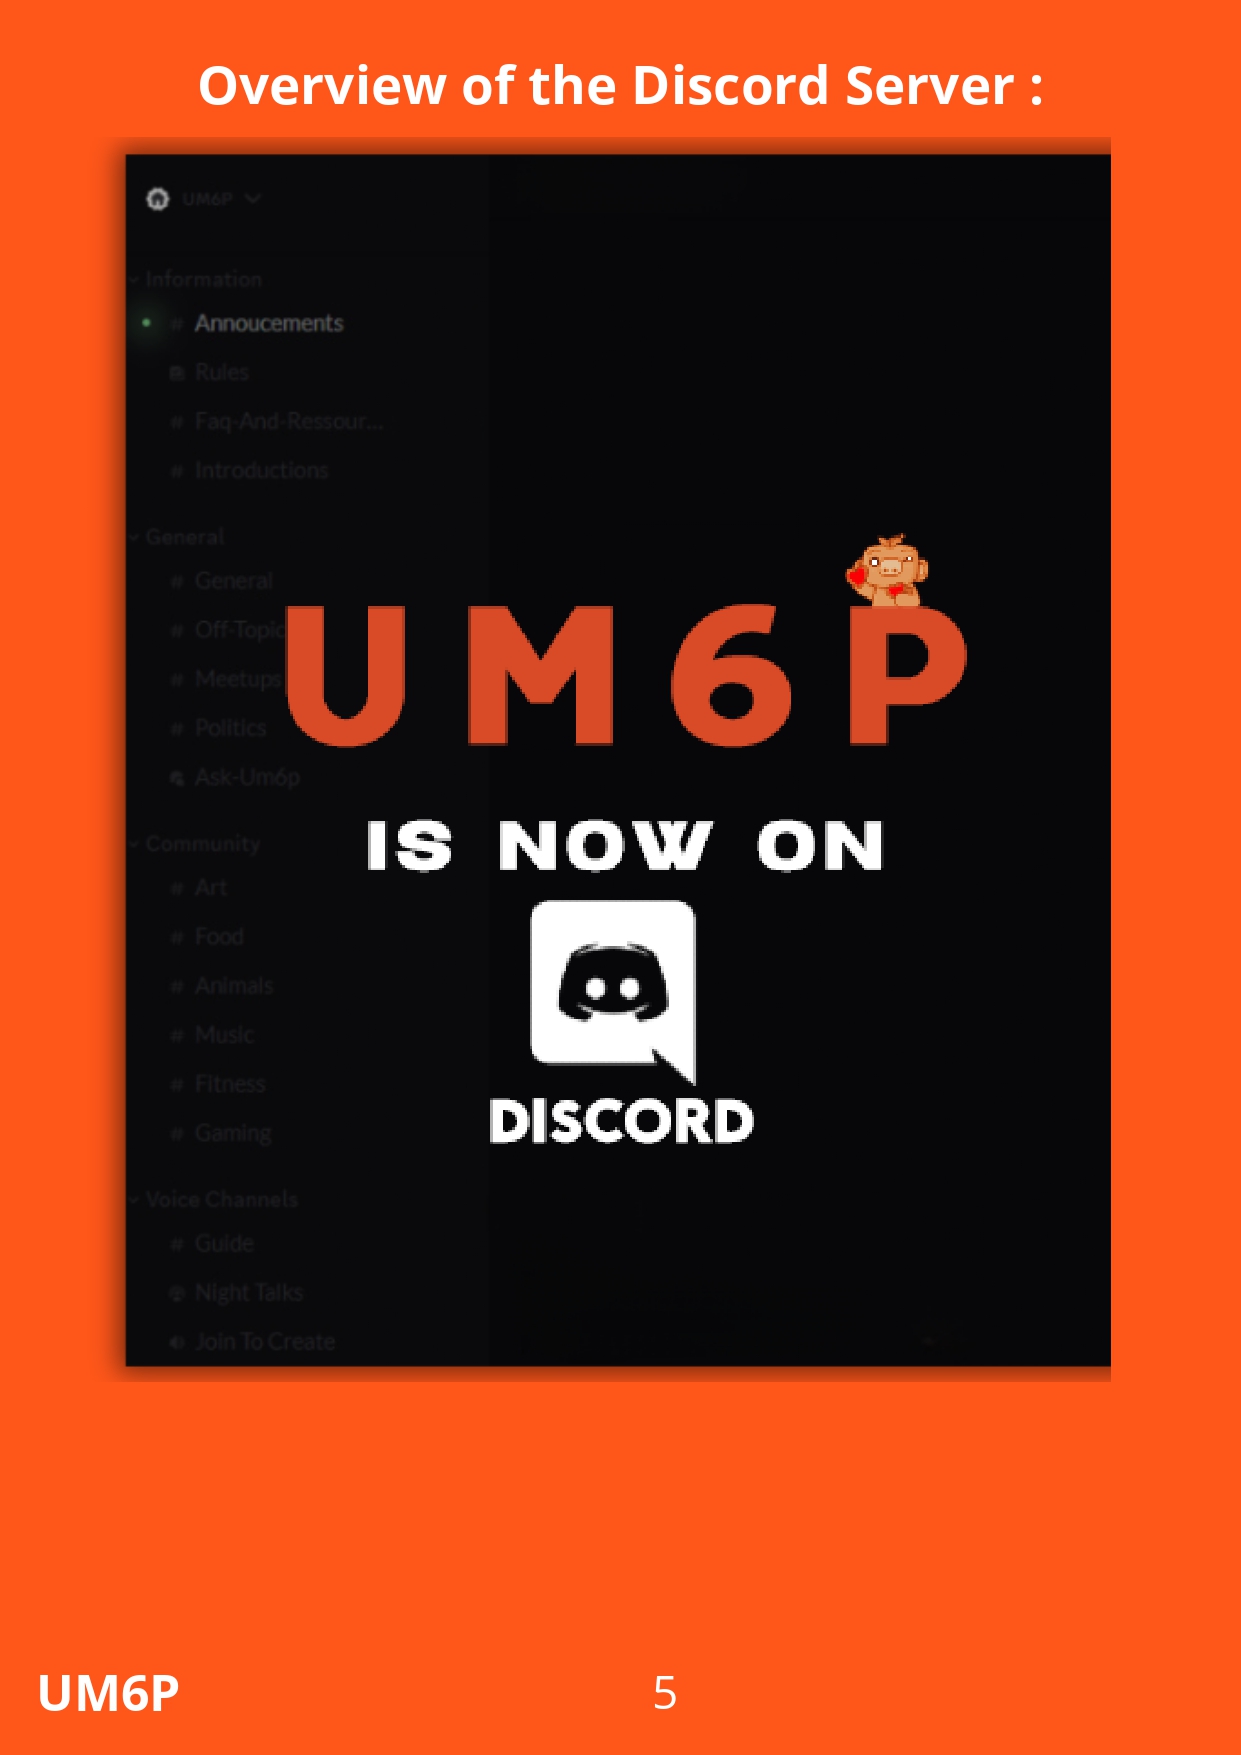 Overview of the Discord Server :
UM6P
Information
# Annoucements
Rules
# Faq-And-Ressour...
# Introductions
General
# General
# Off-Topic
# Meetups
# Politics
Ask-Um6p
Community
# Art
# Food
# Animals
# Music
# Fitness
# Gaming
Voice Channels
# Guide
Night Talks
Join To Create
UM6P
IS NOW ON
DISCORD
UM6P
5